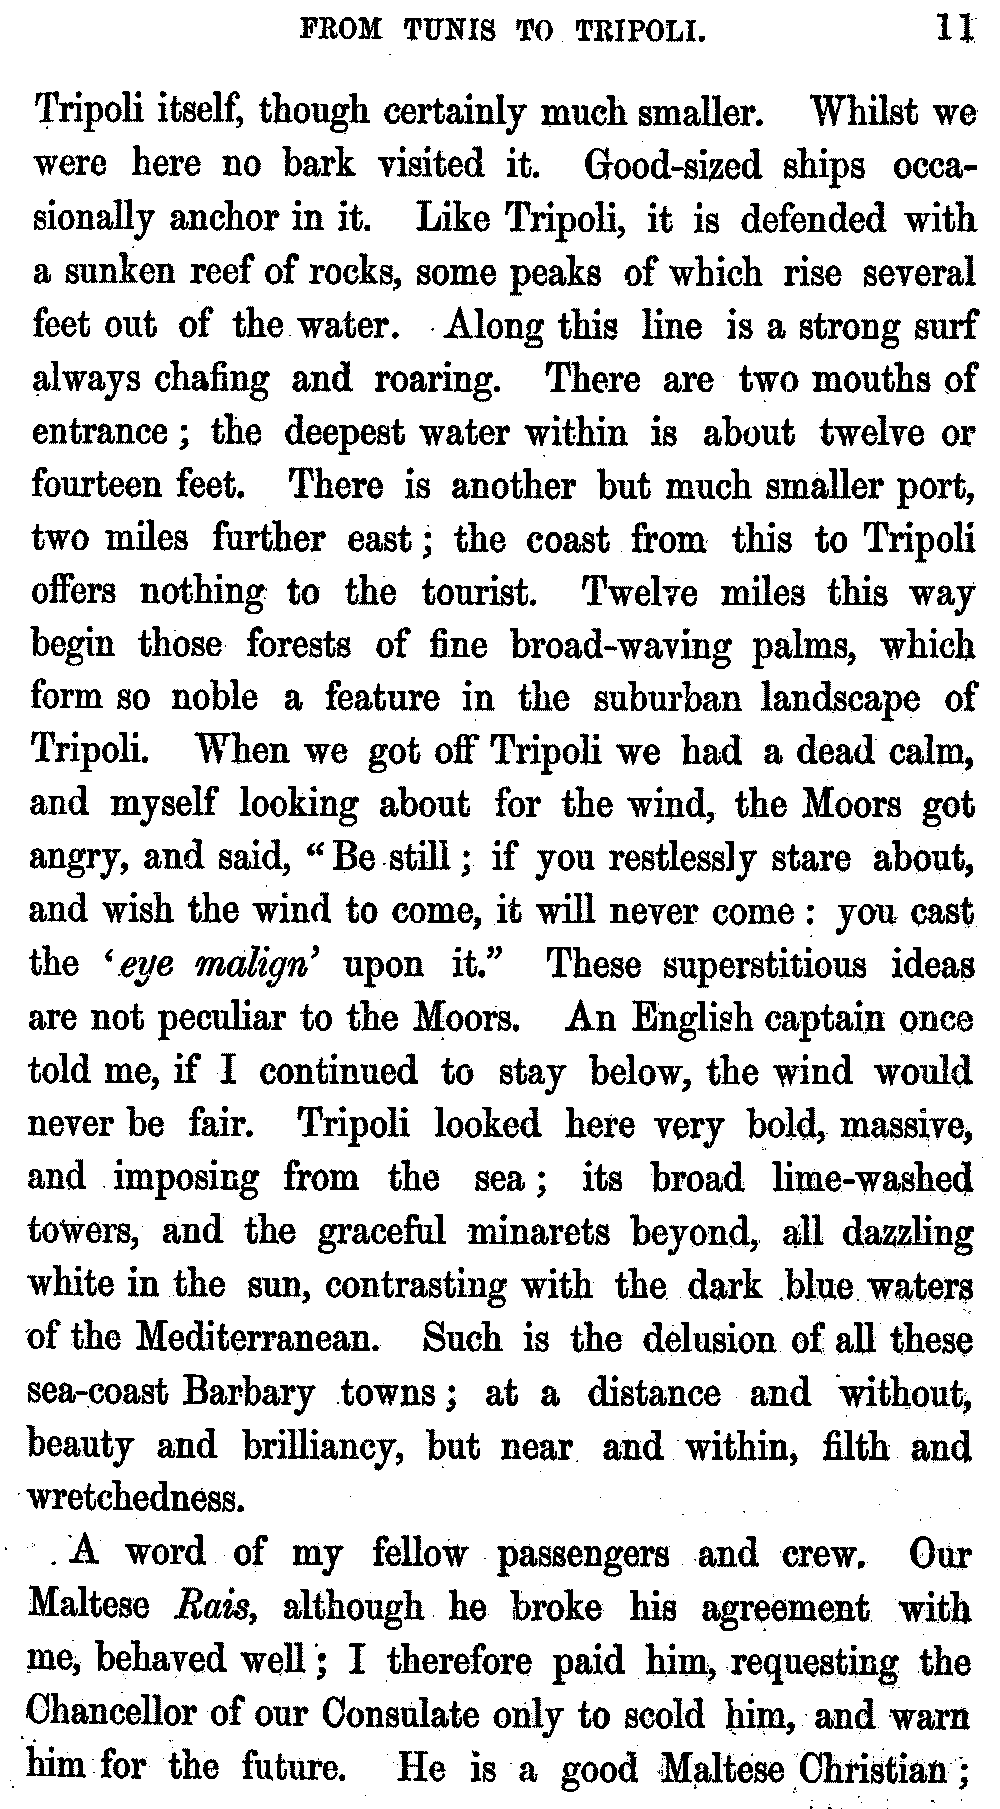 FROM TUNIS TO TRIPOLI. 11
Tripoli itself, though certainly much smaller. Whilst we
were here no bark visited it. Good-sized ships occa-
sionally anchor in it. Like Tripoli, it is defended with
a sunken reef of rocks, some peaks of which rise several
feet out of the water. Along this line is a strong surf
always chafing and roaring. There are two mouths of
entrance ; the deepest water within is about twelve or
fourteen feet. There is another but much smaller port,
two miles further east ; the coast from this to Tripoli
offers nothing to the tourist. Twelve miles this way
begin those forests of fine broad-waving palms, which
form so noble a feature in the suburban landscape of
Tripoli. When we got off Tripoli we had a dead calm,
and myself looking about for the wind, the Moors got
angry, and said, “ Be still ; if you restlessly stare about,
and wish the wind to come, it will never come : you cast
the ‘ eye malign’ upon it.” These superstitious ideas
are not peculiar to the Moors. An English captain once
told me, if I continued to stay below, the wind would
never be fair. Tripoli looked here very bold, massive,
and imposing from the sea ; its broad lime-washed
towers, and the graceful minarets beyond, all dazzling
white in the sun, contrasting with the dark blue waters
of the Mediterranean. Such is the delusion of all these
sea-coast Barbary towns ; at a distance and without,
beauty and brilliancy, but near and within, filth and
wretchedness.
A word of my fellow passengers and crew. Our
Maltese Rais, although he broke his agreement with
me, behaved well ; I therefore paid him, requesting the
Chancellor of our Consulate only to scold him, and warn
him for the future. He is a good Maltese Christian ;